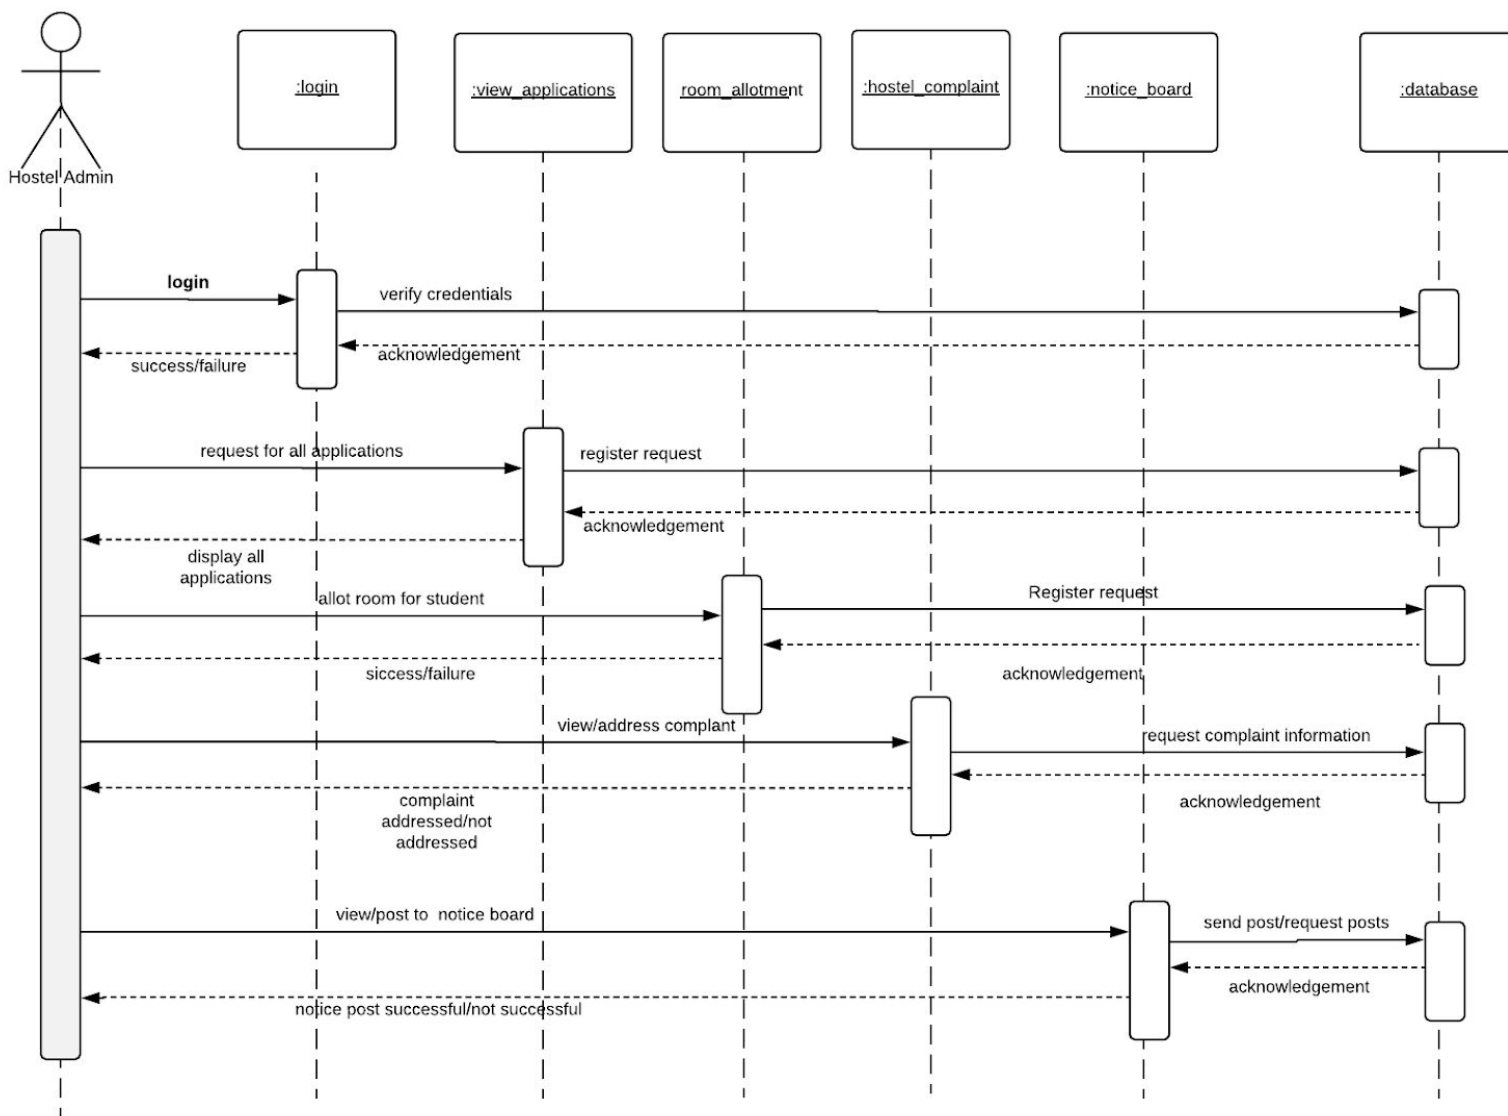 :login
:view_applications
room_allotment
:hostel_complaint
:notice_board
:database
Hostel Admin
login
verify credentials
acknowledgement
success/failure
request for all applications
register request
acknowledgement
display all
applications
allot room for student
Register request
siccess/failure
acknowledgement
view/address complant
request complaint information
complaint
addressed/not
addressed
acknowledgement
view/post to  notice board
send post/request posts
acknowledgement
notice post successful/not successful